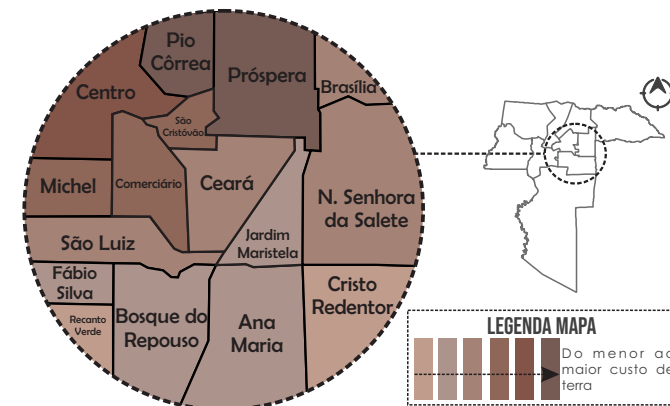 Pio
Côrrea
Próspera
Brasília
Centro
São
Cristóvão
Michel
Comerciário
Ceará
N. Senhora
da Salete
São Luiz
Jardim
Maristela
Fábio
Silva
Cristo
Redentor
Recanto
Verde
Bosque do
Repouso
Ana
Maria
LEGENDA MAPA
Do menor ao
maior custo de
terra